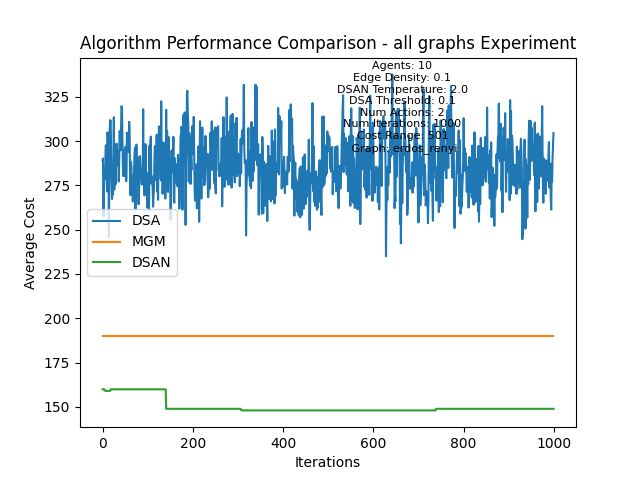 Algorithm Performance Comparison - all graphs Experiment
Agents: 10
Edge Density: 0.1
DSAN Temperature: 2.0
DSA Threshold: 0.1
Num Actions: 2
Num Iterations: 1000
Cost Range: 501
Graph: erdos_renyi
325
300
275
250
225
200
175
150
Average Cost
DSA
MGM
DSAN
0
200
400
600
800
1000
Iterations